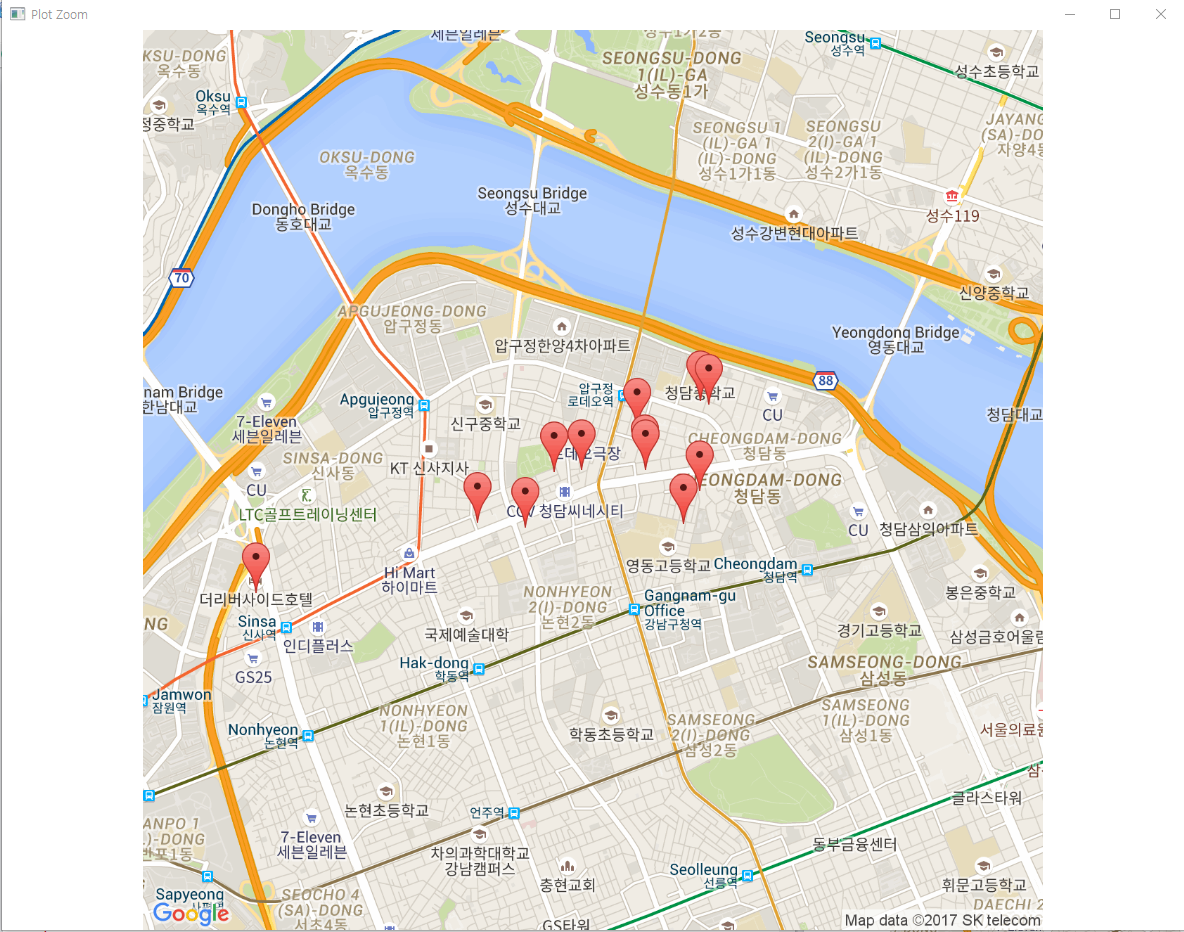 Plot Zoom
세븐일레븐
OKSU-DONG
옥수동
SEONGSU-DONG
1(IL)-GA
성수동1가
Seongsu
성수역
성수초등학교
Oksu
옥수역
정중학교
JAYANG
(SA)-DO
자양4동
SEONGSU 1
(IL)-GA 1
(IL)-DONG
성수1가1동
SEONGSU
2(IL)-GA 1
(IL)-DONG
성수2가1동
OKSU-DONG
옥수동
Seongsu Bridge
성수대교
Dongho Bridge
동호대교
성수119
성수강변현대아파트
70
신양중학교
APGUJEONG-DONG
압구정동
압구정한양4차아파트
Yeongdong Bridge
영동대교
88
nam Bridge
한남대교
압구정
로데오역
청담중학교
CU
Apgujeong
압구정역
7-Eleven
세븐일레븐
신구중학교
청담대교
CHEONGDAM-DONG
청담동
SINSA-DONG
신사동
KT 신사지사
데오극장
CU
EONGDAM-DONG
청담동
LTC골프트레이닝센터
CGV 청담씨네시티
CU
청담삼익아파트
Hi Mart
하이마트
영동고등학교
Cheongdam
청담역
더리버사이드호텔
NONHYEON
2(I)-DONG
논현2동
Gangnam-gu
Office
강남구청역
봉은중학교
NG
Sinsa
신사역
인디플러스
국제예술대학
경기고등학교
삼성금호어울림
GS25
Hak-dong
학동역
SAMSEONG-DONG
삼성동
Jamwon
잠원역
NONHYEON
1(IL)-DONG
논현1동
SAMSEONG
2(I)-DONG
삼성2동
SAMSEONG
1(IL)-DONG
삼성1동
Nonhyeon
논현역
학동초등학교
서울의료원
삼성
클라스타워
논현초등학교
언주역
ANPO 1
)-DONG
반포1동
7-Eleven
세븐일레븐
차의과학대학교
강남캠퍼스
동부금융센터
Seolleung
선릉역
충현교회
휘문고등학교
Sapyeong
사평역
SEOCHO 4
(SA)-DONG
서초4동
DAECHI 2
Google
GS타워
Map data ©2017 SK telecom